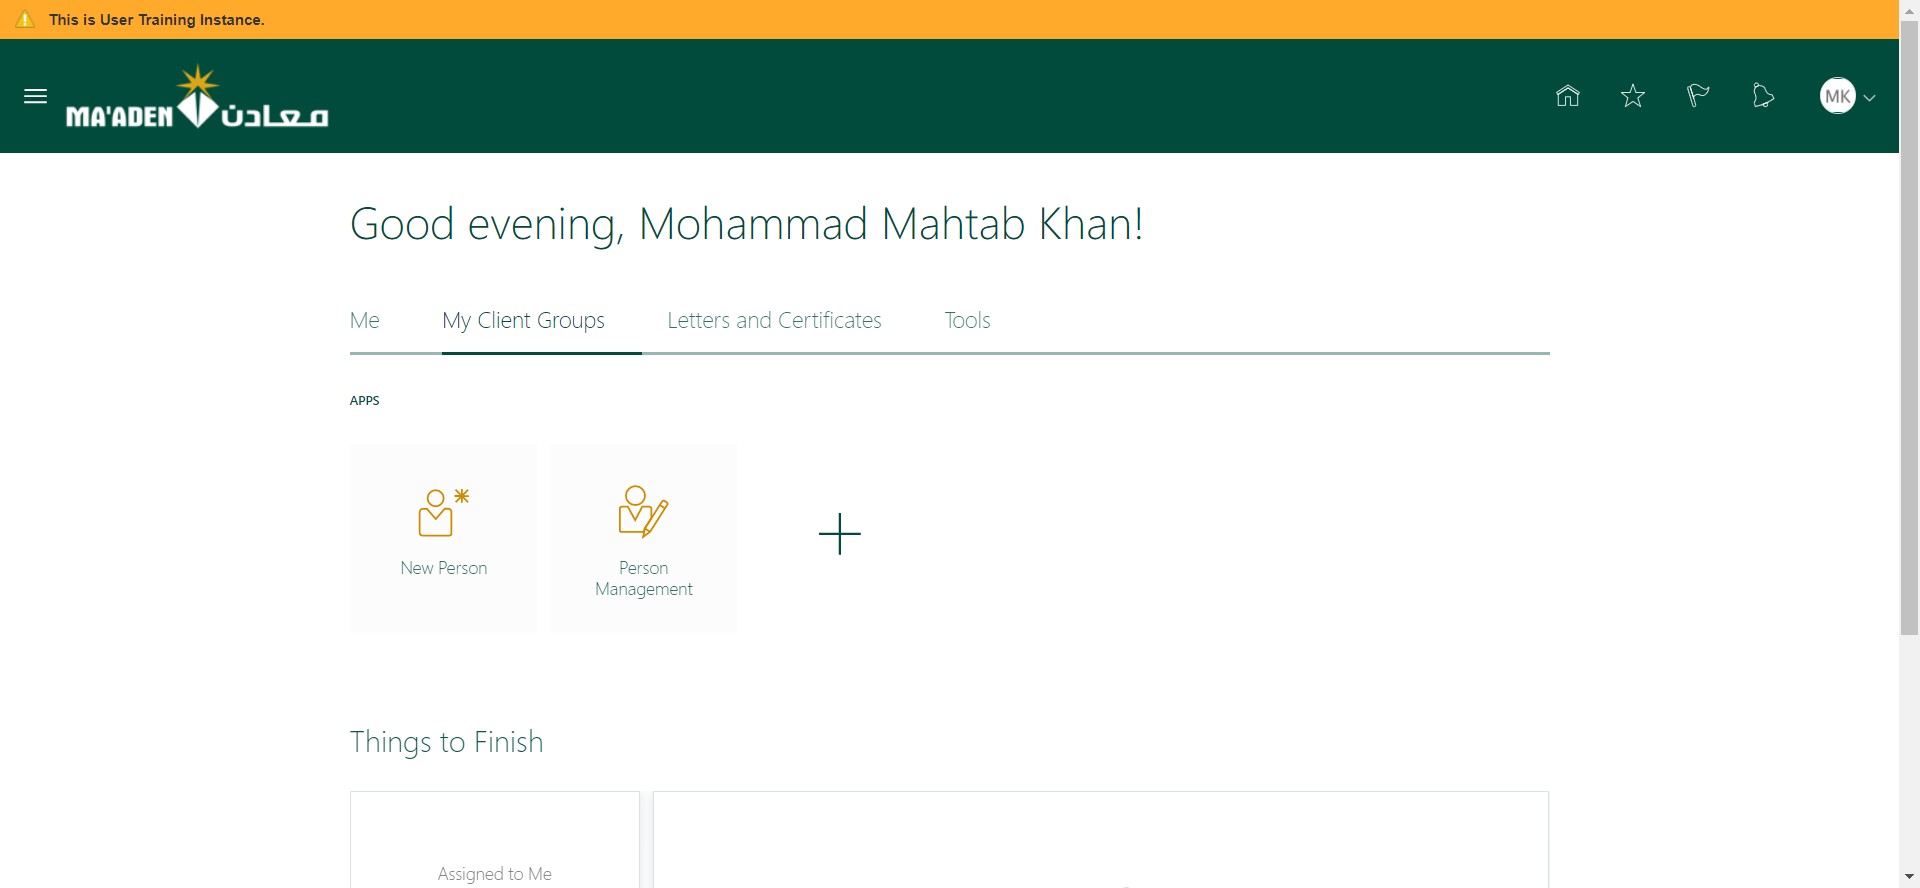 This is User Training Instance.
MA'ADEN معادن
MK
Good evening, Mohammad Mahtab Khan!
Me
My Client Groups
Letters and Certificates
Tools
APPS
New Person
Person
Management
Things to Finish
Assigned to Me